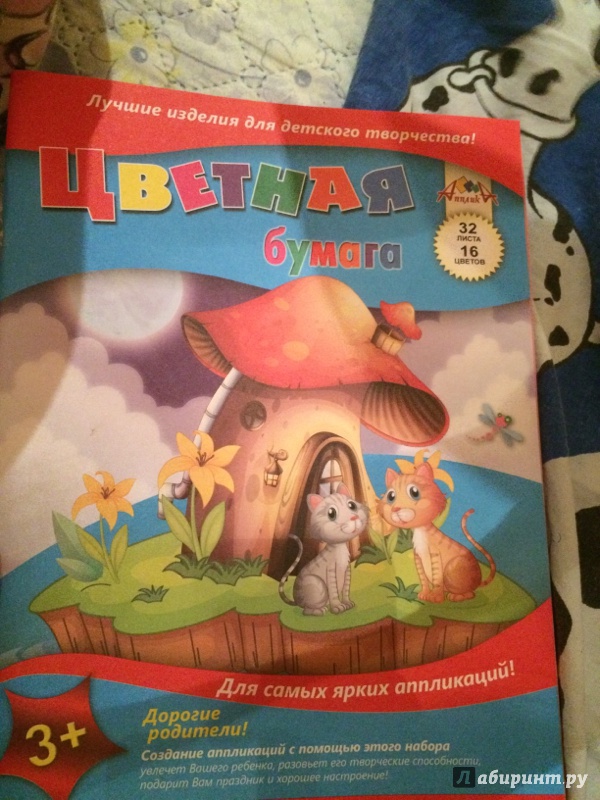 Лучшие изделия для детского творчества!
Цветная
бумага
Апплика
32
ЛИСТА
16
ЦВЕТОВ
Для самых ярких аппликаций!
3+
Дорогие
родители!
Создание аппликаций с помощью этого набора
увлечет Вашего ребенка, разовьет его творческие способности,
подарит Вам праздник и хорошее настроение!
Лабиринт.ру